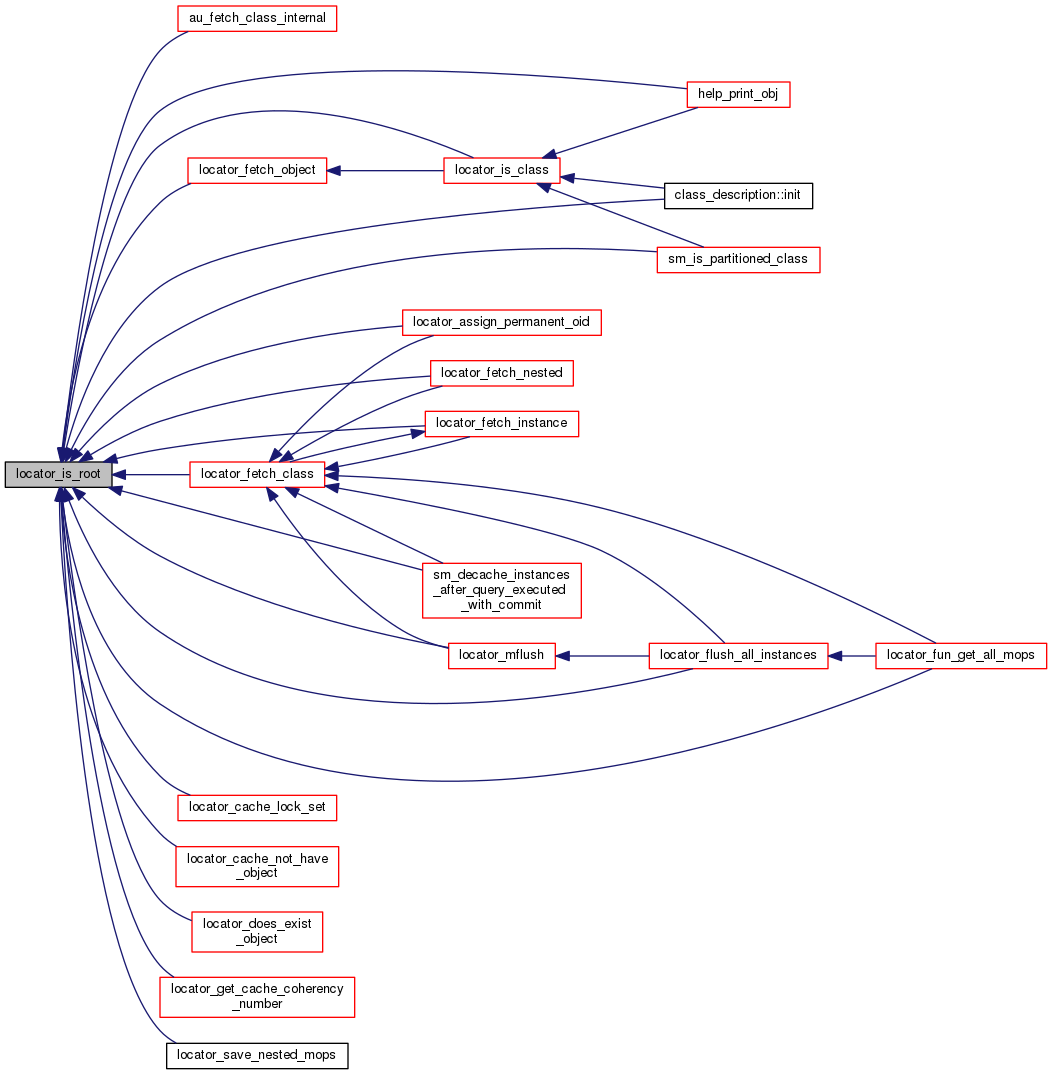 au_fetch_class_internal
help_print_obj
locator_fetch_object
locator_is_class
class_description::init
sm_is_partitioned_class
locator_assign_permanent_oid
locator_fetch_nested
locator_fetch_instance
locator_is_root
locator_fetch_class
sm_decache_instances
_after_query_executed
_with_commit
locator_mflush
locator_flush_all_instances
locator_fun_get_all_mops
locator_cache_lock_set
locator_cache_not_have
_object
locator_does_exist
_object
locator_get_cache_coherency
_number
locator_save_nested_mops